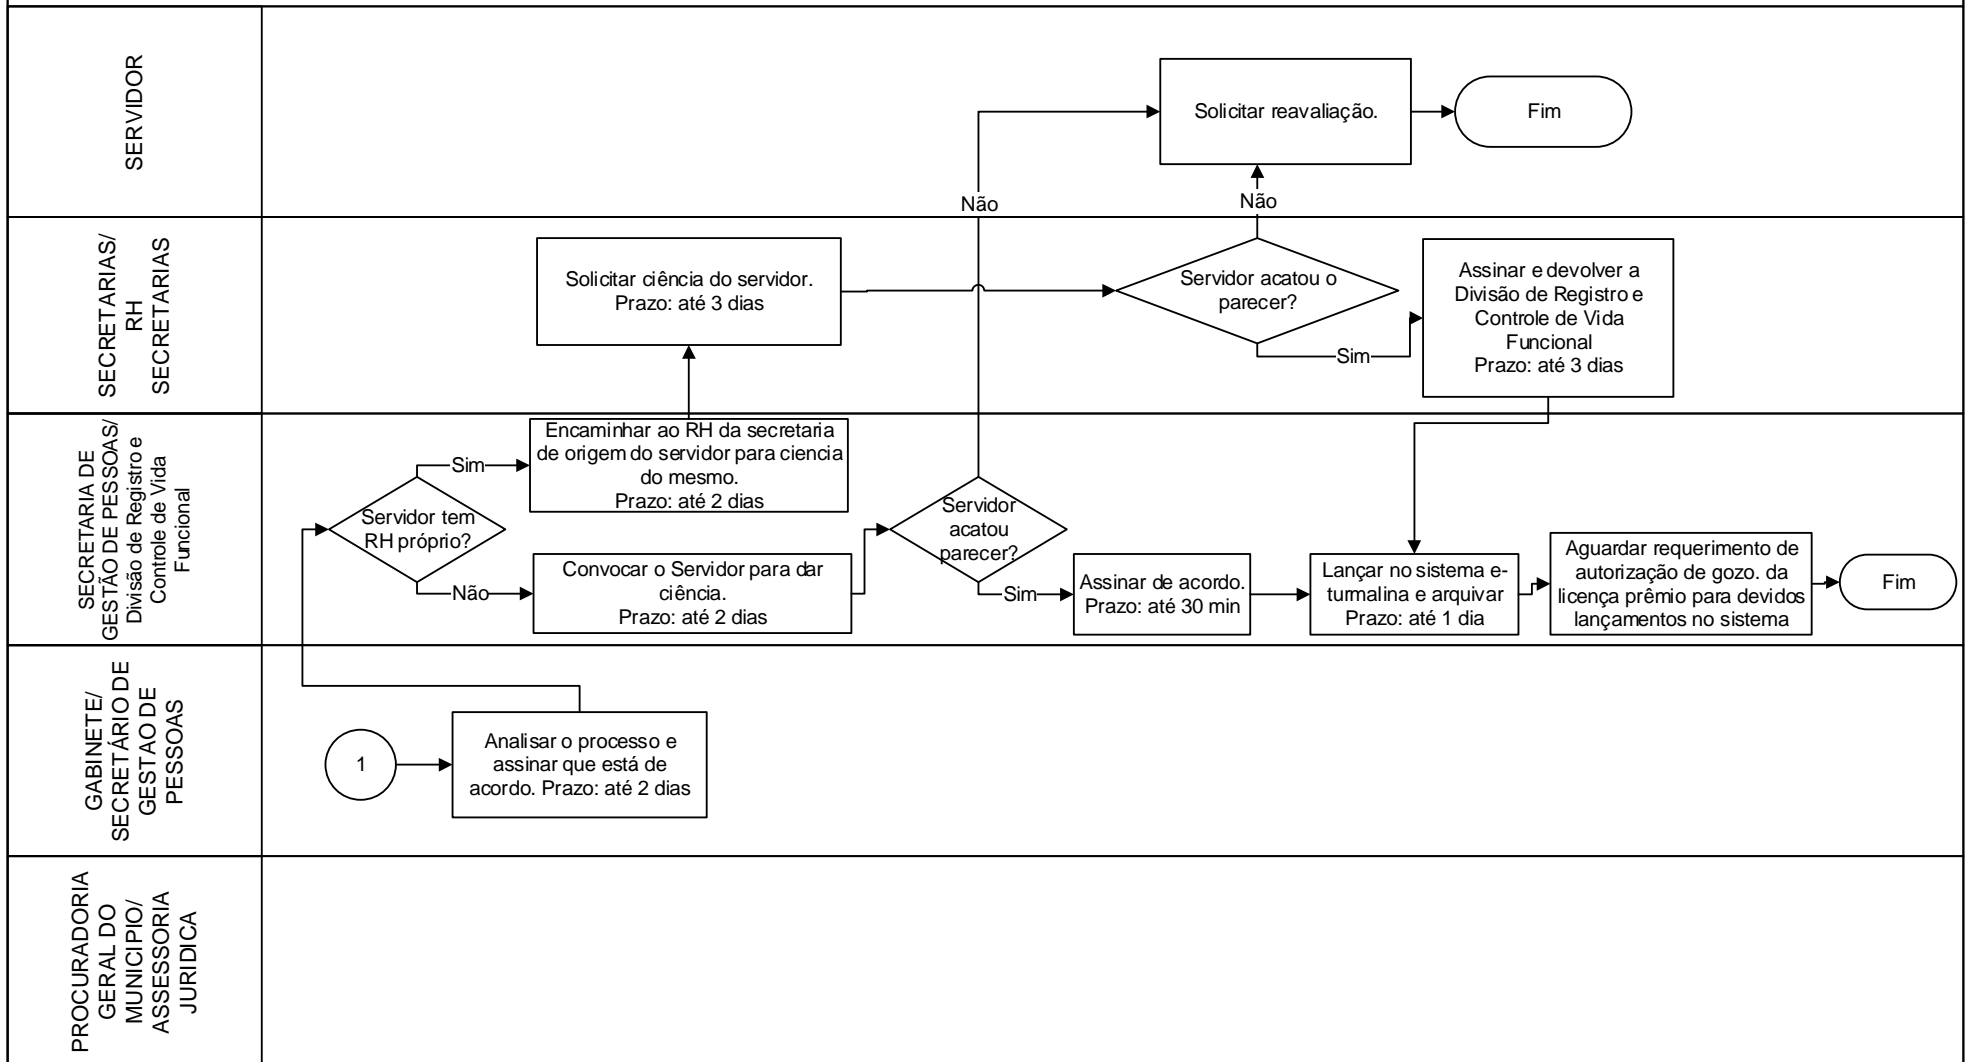 SERVIDOR
Solicitar reavaliação.
Fim
Não
Não
SECRETARIAS/
RH
SECRETARIAS
Solicitar ciência do servidor.
Prazo: até 3 dias
Servidor acatou o
parecer?
Sim
Assinar e devolver a
Divisão de Registro e
Controle de Vida
Funcional
Prazo: até 3 dias
SECRETARIA DE
GESTÃO DE PESSOAS/
Divisão de Registro e
Controle de Vida
Funcional
Servidor tem
RH próprio?
Sim
Encaminhar ao RH da secretaria
de origem do servidor para ciencia
do mesmo.
Prazo: até 2 dias
Não
Convocar o Servidor para dar
ciência.
Prazo: até 2 dias
Servidor
acatou
parecer?
Sim
Assinar de acordo.
Prazo: até 30 min
Lançar no sistema e-
turmalina e arquivar
Prazo: até 1 dia
Aguardar requerimento de
autorização de gozo. da
licença prêmio para devidos
lançamentos no sistema
Fim
GABINETE/
SECRETÁRIO DE
GESTAO DE
PESSOAS
1
Analisar o processo e
assinar que está de
acordo. Prazo: até 2 dias
PROCURADORIA
GERAL DO
MUNICIPIO/
ASSESSORIA
JURIDICA